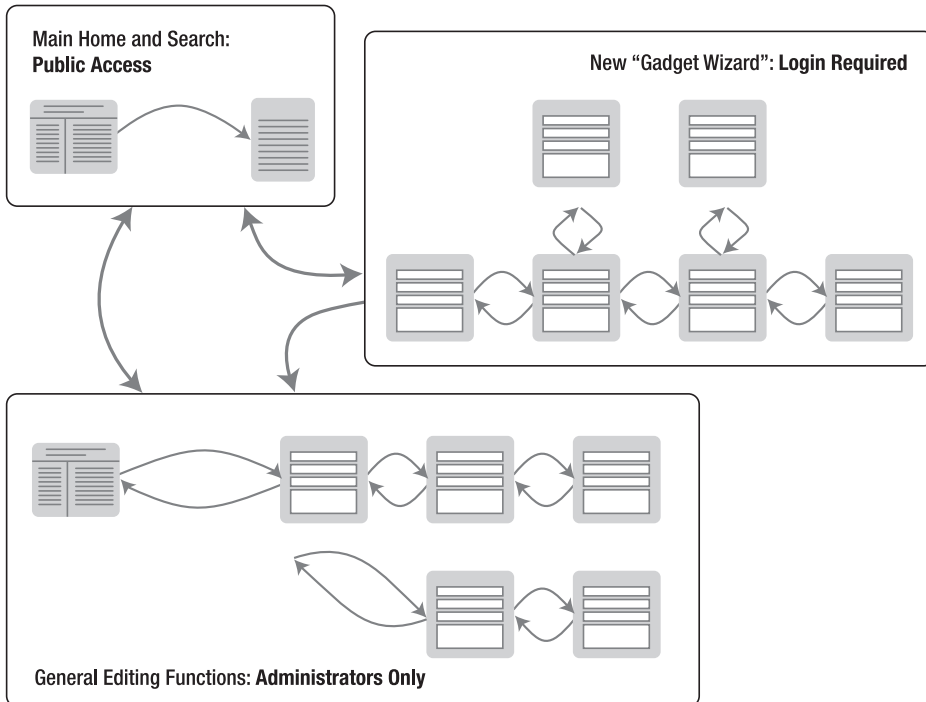 Main Home and Search:
Public Access
New “Gadget Wizard”: Login Required
General Editing Functions: Administrators Only